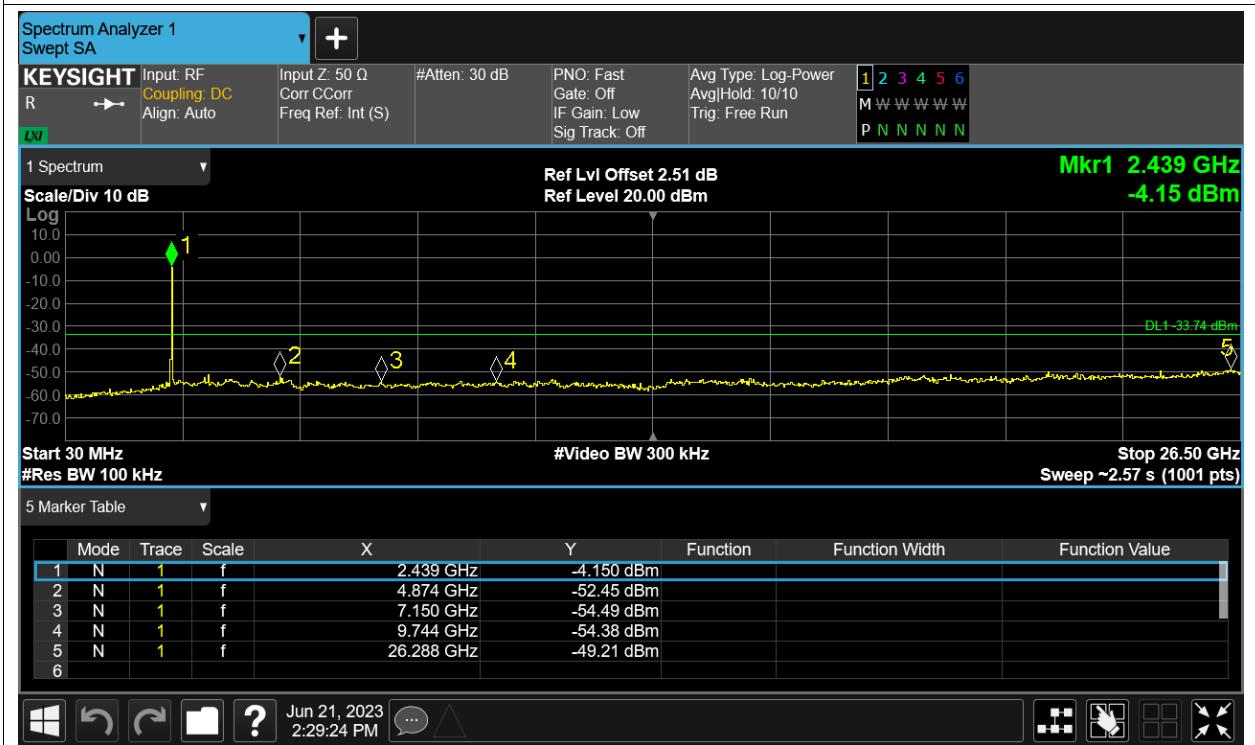 Spectrum Analyzer 1
Swept SA
KEYSIGHT
R
LXI
Input: RF
Coupling: DC
Align: Auto
Input Z: 50 Ω
Corr CCorr
Freq Ref: Int (S)
#Atten: 30 dB
PNO: Fast
Gate: Off
IF Gain: Low
Sig Track: Off
Avg Type: Log-Power
Avg|Hold: 10/10
Trig: Free Run
1 2 3 4 5 6
M W W W W W
P N N N N N
1 Spectrum
Scale/Div 10 dB
Ref Lvl Offset 2.51 dB
Ref Level 20.00 dBm
Mkr1 2.439 GHz
-4.15 dBm
Log
10.0
0.00
-10.0
-20.0
-30.0
-40.0
-50.0
-60.0
-70.0
1
2
3
4
5
DL1 -33.74 dBm
Start 30 MHz
#Video BW 300 kHz
Stop 26.50 GHz
#Res BW 100 kHz
Sweep ~2.57 s (1001 pts)
5 Marker Table
Mode Trace Scale X Y Function Function Width Function Value
1 N 1 f 2.439 GHz -4.150 dBm
2 N 1 f 4.874 GHz -52.45 dBm
3 N 1 f 7.150 GHz -54.49 dBm
4 N 1 f 9.744 GHz -54.38 dBm
5 N 1 f 26.288 GHz -49.21 dBm
6
?
Jun 21, 2023
2:29:24 PM